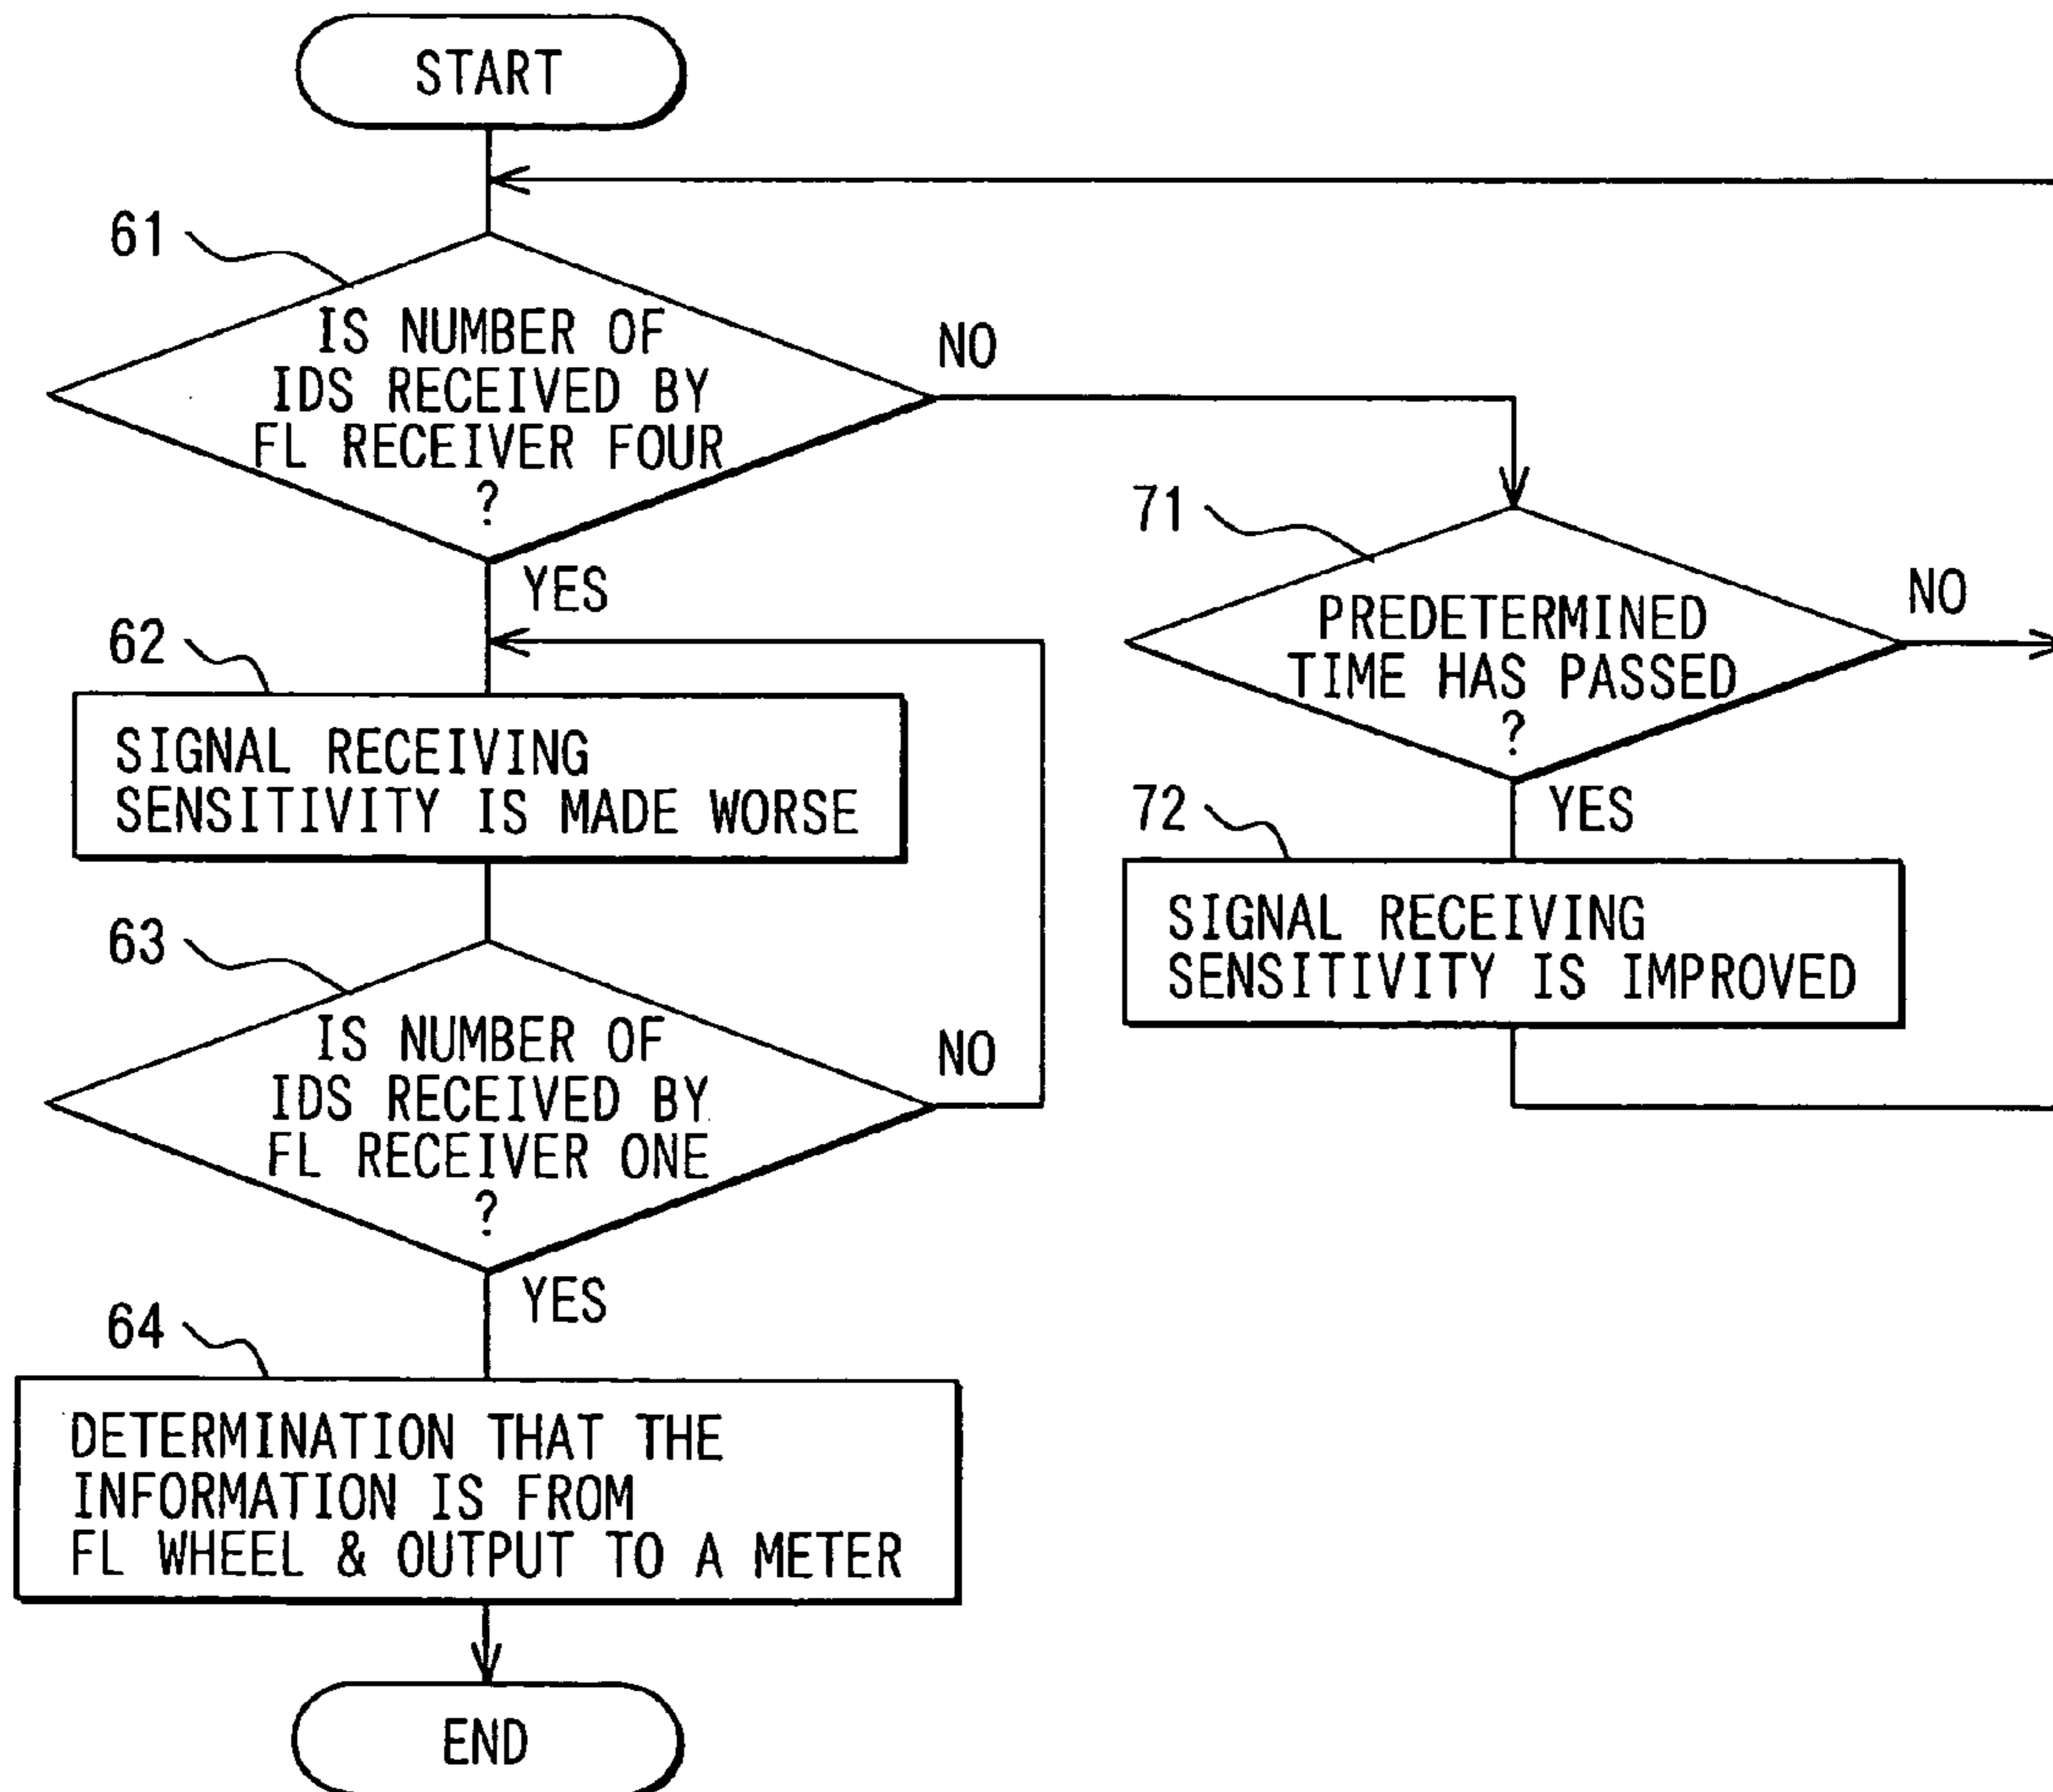 START
61
IS NUMBER OF
IDS RECEIVED BY
FL RECEIVER FOUR
?
NO
YES
71
PREDETERMINED
TIME HAS PASSED
?
NO
YES
62
SIGNAL RECEIVING
SENSITIVITY IS MADE WORSE
72
SIGNAL RECEIVING
SENSITIVITY IS IMPROVED
63
IS NUMBER OF
IDS RECEIVED BY
FL RECEIVER ONE
?
NO
YES
64
DETERMINATION THAT THE
INFORMATION IS FROM
FL WHEEL & OUTPUT TO A METER
END